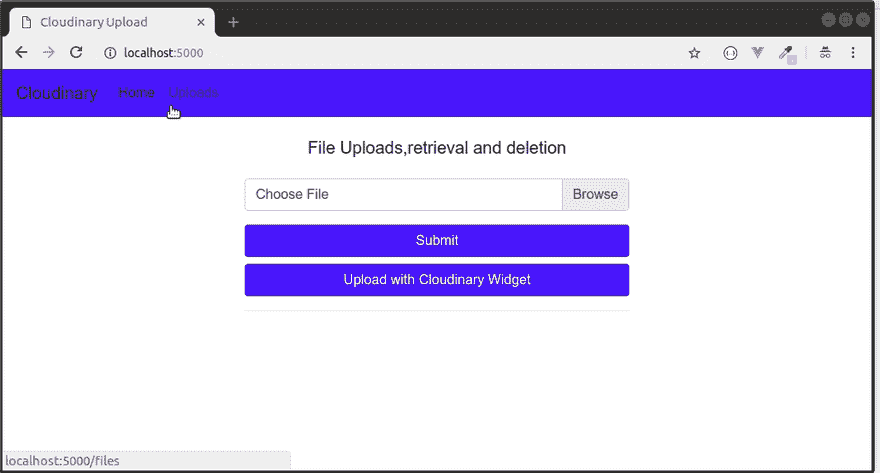 Cloudinary Upload
localhost:5000
Cloudinary Home Uploads
File Uploads,retrieval and deletion
Choose File Browse
Submit
Upload with Cloudinary Widget
localhost:5000/files